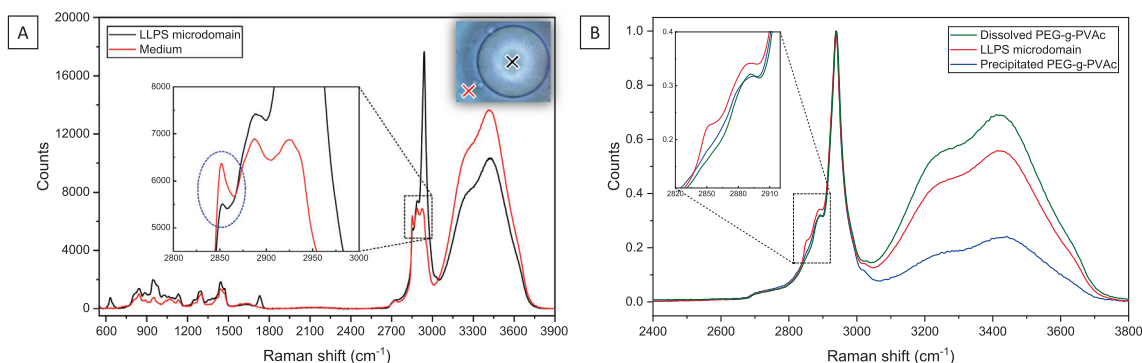 A
LLPS microdomain
Medium
Counts
20000
16000
12000
8000
4000
0
600 900 1200 1500 1800 2100 2400 2700 3000 3300 3600 3900
Raman shift (cm⁻¹)
8000
7000
6000
5000
2800 2850 2900 2950 3000
B
Dissolved PEG-g-PVAc
LLPS microdomain
Precipitated PEG-g-PVAc
Counts
1.0
0.8
0.6
0.4
0.2
0.0
2400 2600 2800 3000 3200 3400 3600 3800
Raman shift (cm⁻¹)
0.4
0.3
0.2
2820 2850 2880 2910